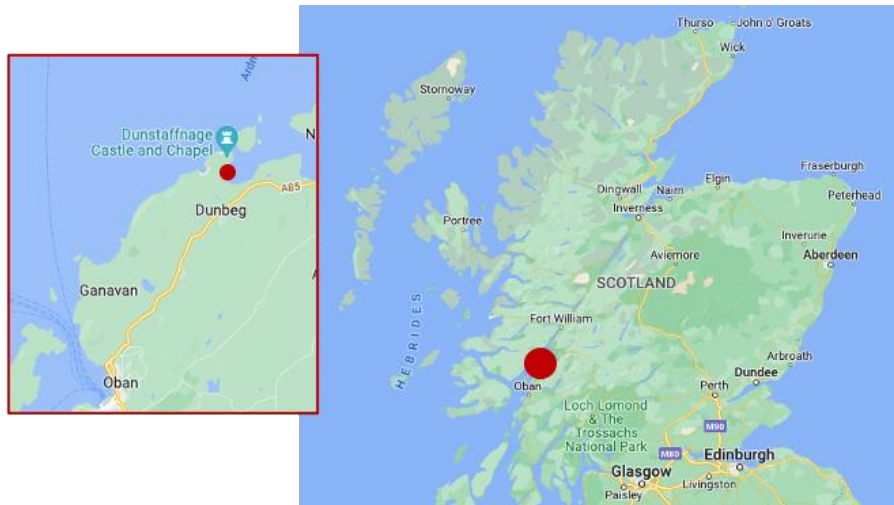 Ardm
Dunstaffnage
Castle and Chapel
N
A85
Dunbeg
Ganavan
Oban
Thurso
John o' Groats
Wick
Stornoway
Fraserburgh
Elgin
Dingwall
Nairn
Peterhead
Portree
Inverness
Inverurie
Aviemore
Aberdeen
SCOTLAND
HEBRIDES
Fort William
Arbroath
Oban
Dundee
Perth
Loch Lomond
& The
Trossachs
National Park
M90
M80
Edinburgh
Glasgow
Livingston
Paisley